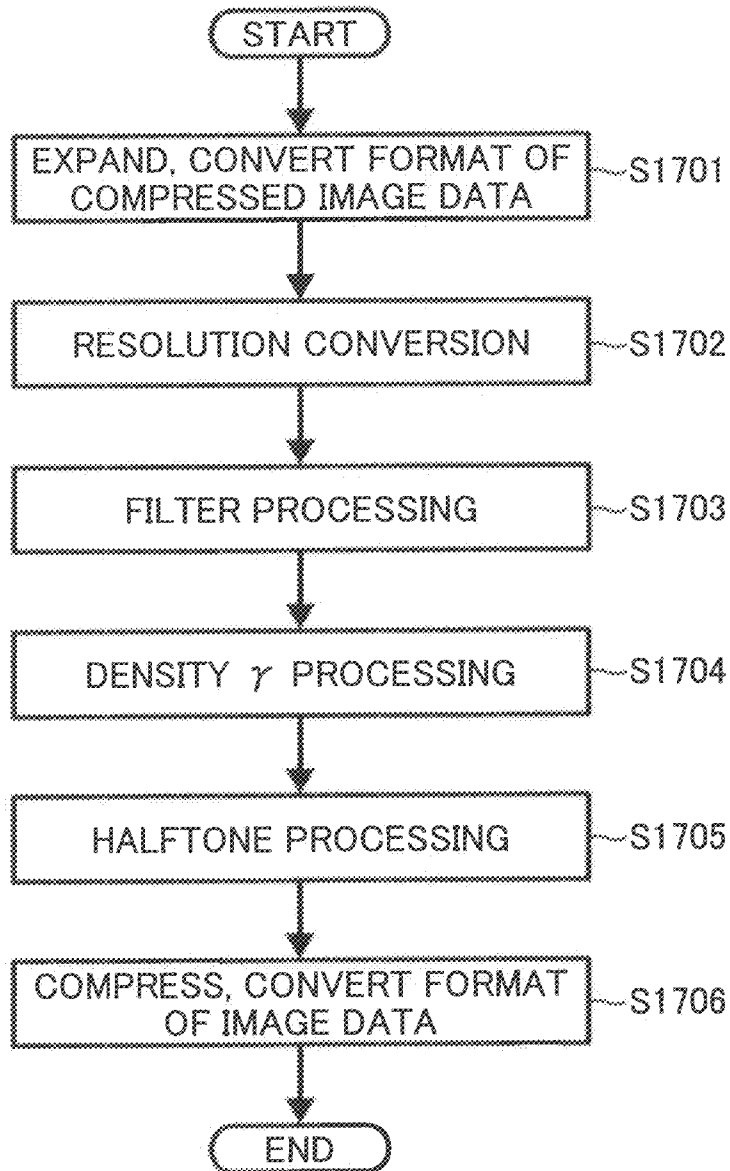 START
EXPAND, CONVERT FORMAT OF
COMPRESSED IMAGE DATA
S1701
RESOLUTION CONVERSION
S1702
FILTER PROCESSING
S1703
DENSITY γ PROCESSING
S1704
HALFTONE PROCESSING
S1705
COMPRESS, CONVERT FORMAT
OF IMAGE DATA
S1706
END